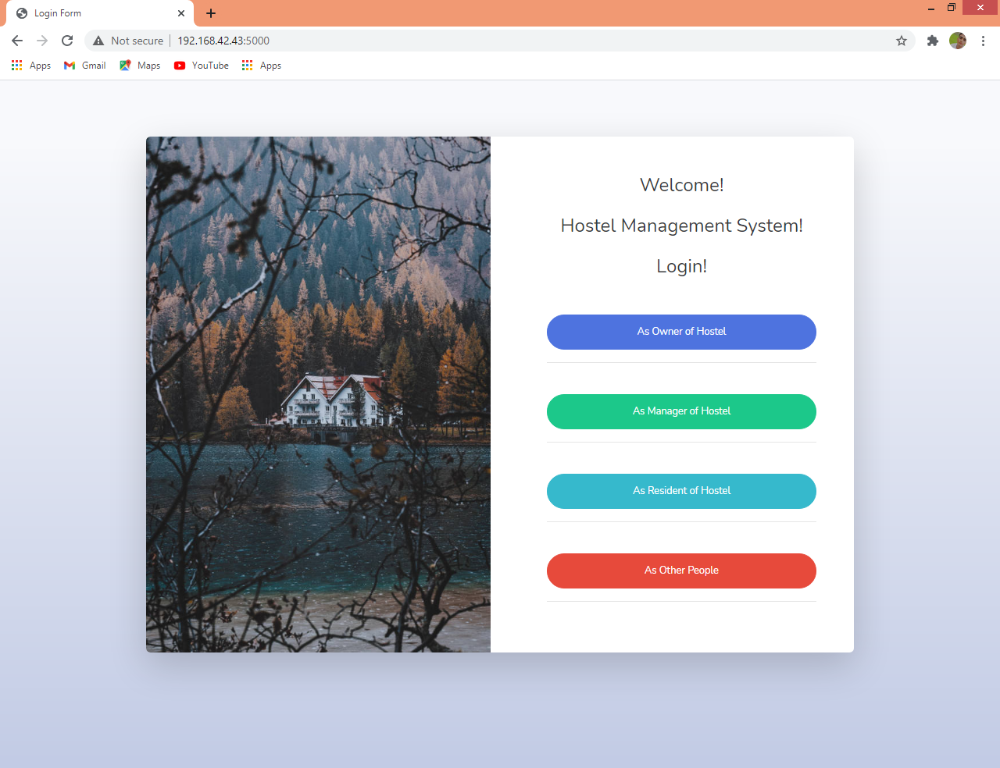 Login Form
Not secure 192.168.42.43:5000
Apps Gmail Maps YouTube Apps
Welcome!
Hostel Management System!
Login!
As Owner of Hostel
As Manager of Hostel
As Resident of Hostel
As Other People